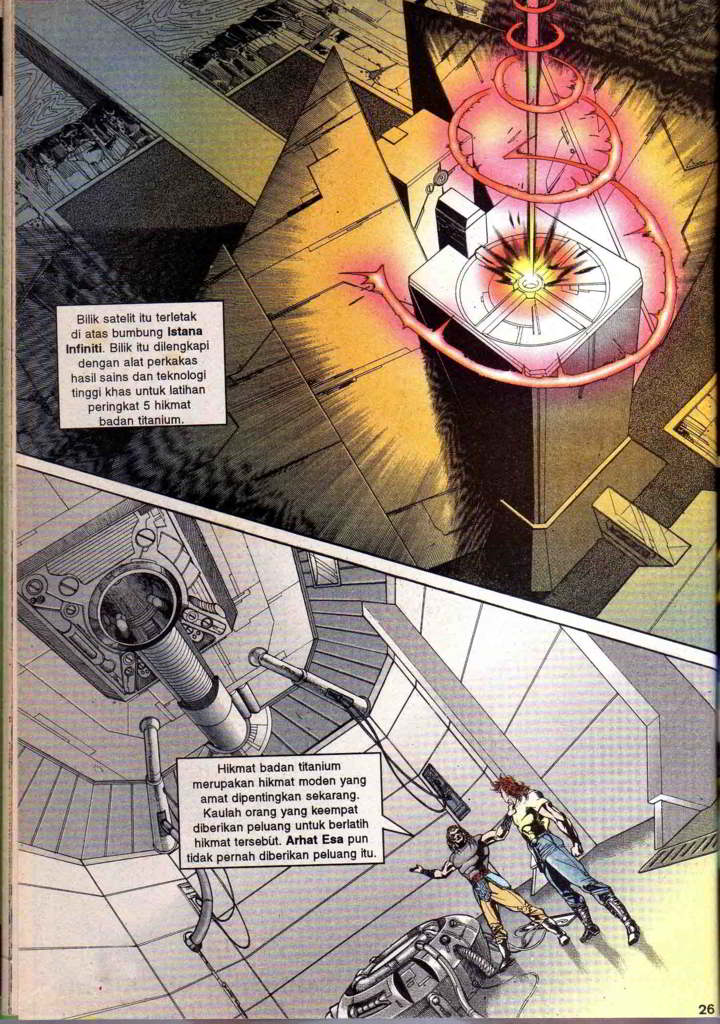 Bilik satelit itu terletak
di atas bumbung Istana
Infiniti. Bilik itu dilengkapi
dengan alat perkakas
hasil sains dan teknologi
tinggi khas untuk latihan
peringkat 5 hikmat
badan titanium.
Hikmat badan titanium
merupakan hikmat moden yang
amat dipentingkan sekarang.
Kaulah orang yang keempat
diberikan peluang untuk berlatih
hikmat tersebut. Arhat Esa pun
tidak pernah diberikan peluang itu.
26